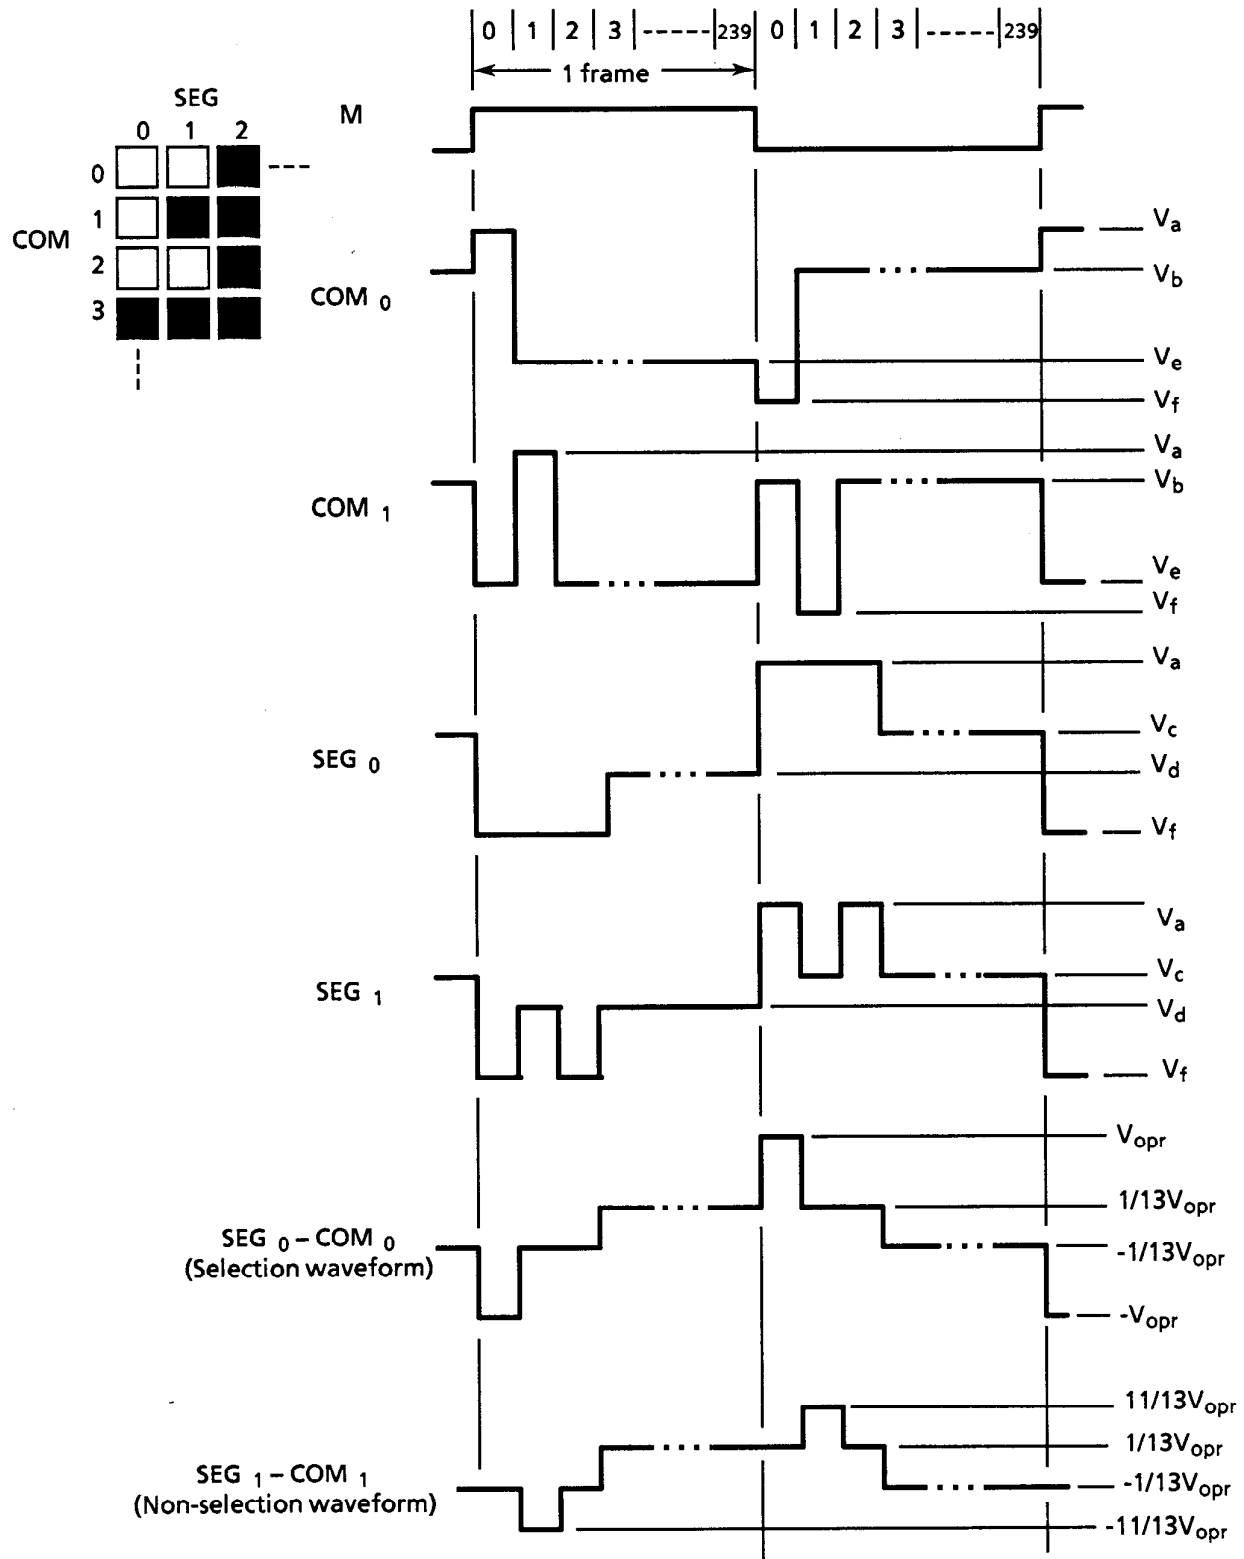 0 1 2 3 ----- 239 0 1 2 3 ----- 239
1 frame
SEG
0 1 2
COM
0
1
2
3
M
COM 0
Va
Vb
Ve
Vf
COM 1
Va
Vb
Ve
Vf
SEG 0
Va
Vc
Vd
Vf
SEG 1
Va
Vc
Vd
Vf
SEG 0 – COM 0
(Selection waveform)
Vopr
1/13Vopr
-1/13Vopr
-Vopr
SEG 1 – COM 1
(Non-selection waveform)
11/13Vopr
1/13Vopr
-1/13Vopr
-11/13Vopr